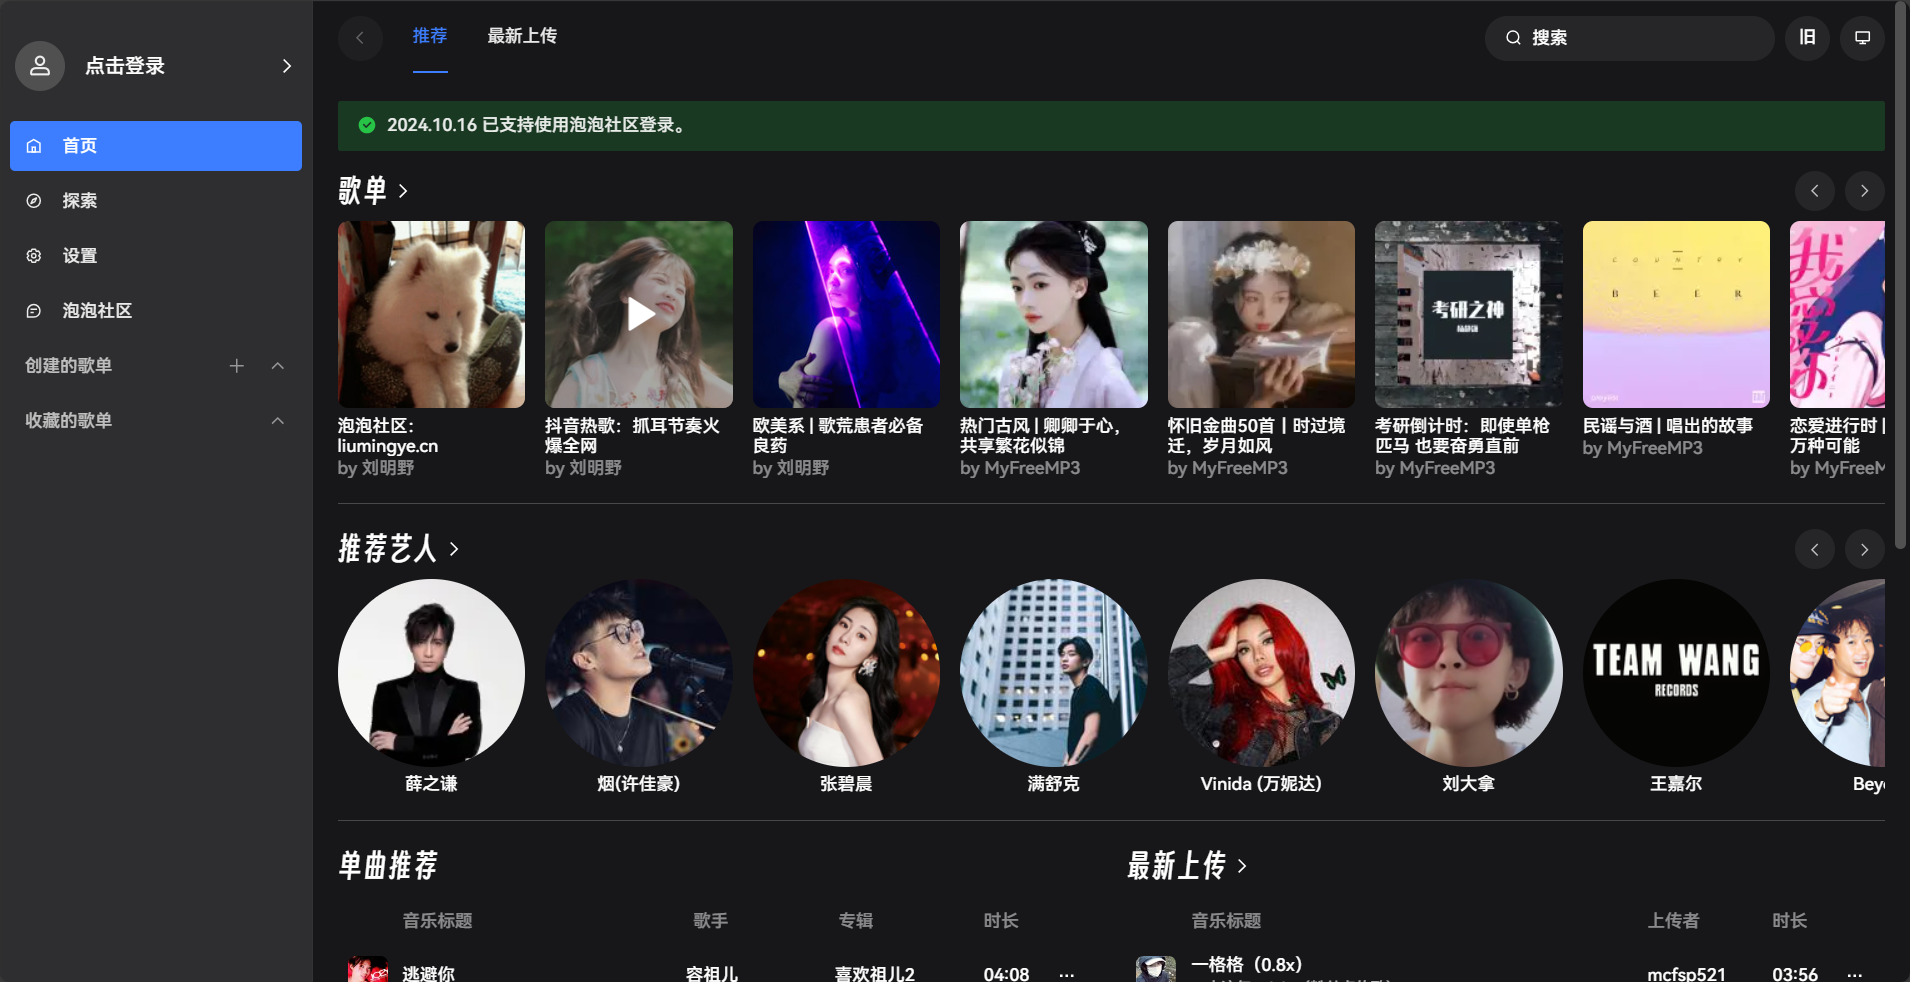 点击登录
首页
探索
设置
泡泡社区
创建的歌单
收藏的歌单
推荐
最新上传
搜索
旧
2024.10.16 已支持使用泡泡社区登录。
歌单
考研之神
COUNTRY
BEER
我恋爱
泡泡社区：
liumingye.cn
by 刘明野
抖音热歌：抓耳节奏火
爆全网
by 刘明野
欧美系 | 歌荒患者必备
良药
by 刘明野
热门古风 | 卿卿于心，
共享繁花似锦
by MyFreeMP3
怀旧金曲50首丨时过境
迁，岁月如风
by MyFreeMP3
考研倒计时：即使单枪
匹马 也要奋勇直前
by MyFreeMP3
民谣与酒 | 唱出的故事
by MyFreeMP3
恋爱进行时 |
万种可能
by MyFreeM
推荐艺人
TEAM WANG
RECORDS
薛之谦
烟(许佳豪)
张碧晨
满舒克
Vinida (万妮达)
刘大拿
王嘉尔
Bey
单曲推荐
音乐标题
歌手
专辑
时长
逃避你
容祖儿
喜欢祖儿2
04:08
最新上传
音乐标题
上传者
时长
一格格（0.8x）
mcfsp521
03:56